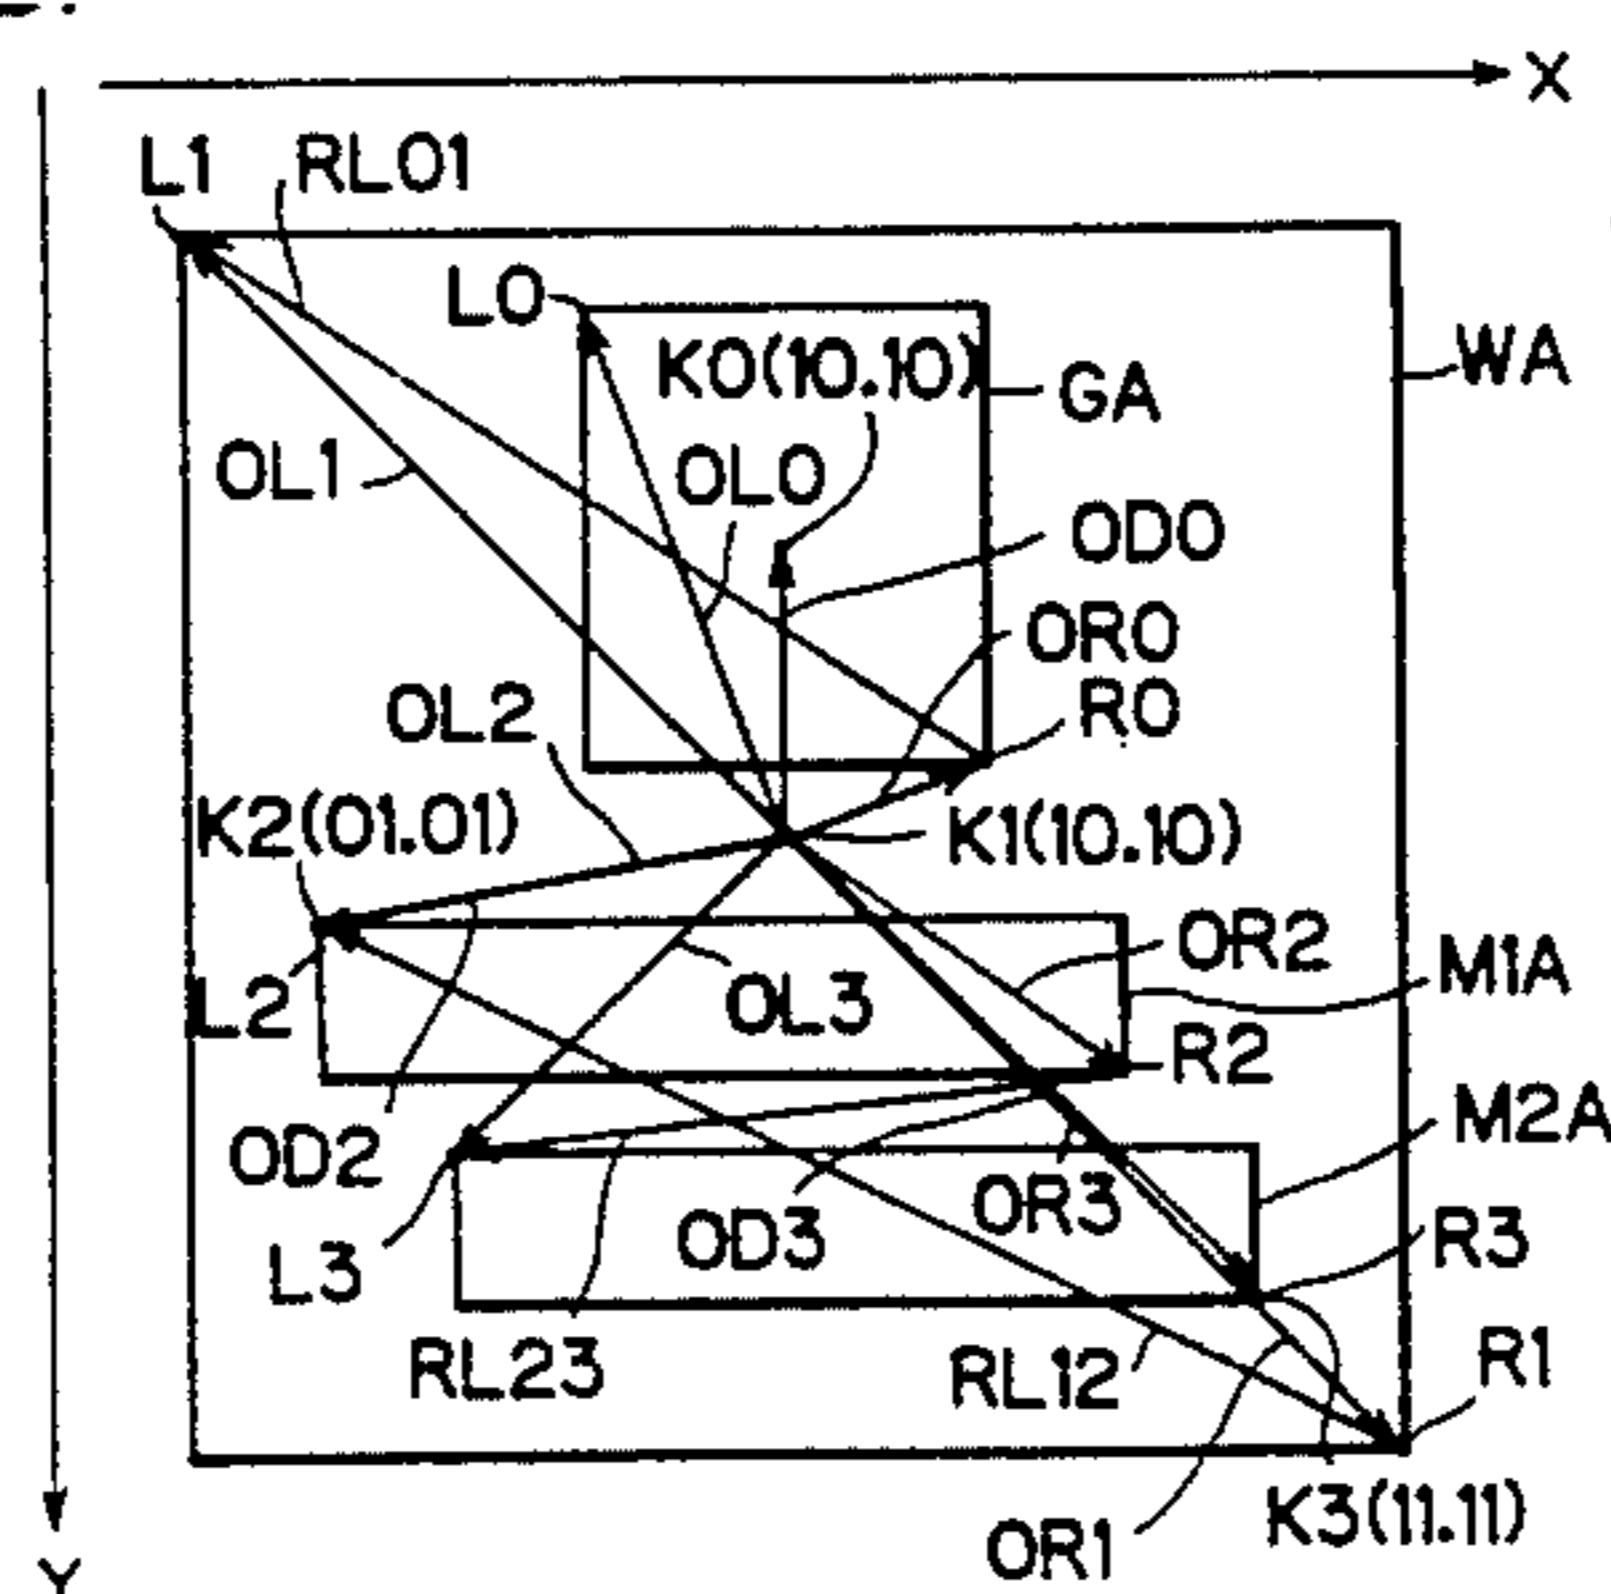 X
L1
RL01
L0
K0(10.10)
GA
WA
OL1
OL0
OD0
OR0
R0
OL2
K2(01.01)
K1(10.10)
OR2
M1A
L2
OL3
R2
M2A
OD2
OR3
OD3
R3
L3
RL23
RL12
R1
K3(11.11)
OR1
Y